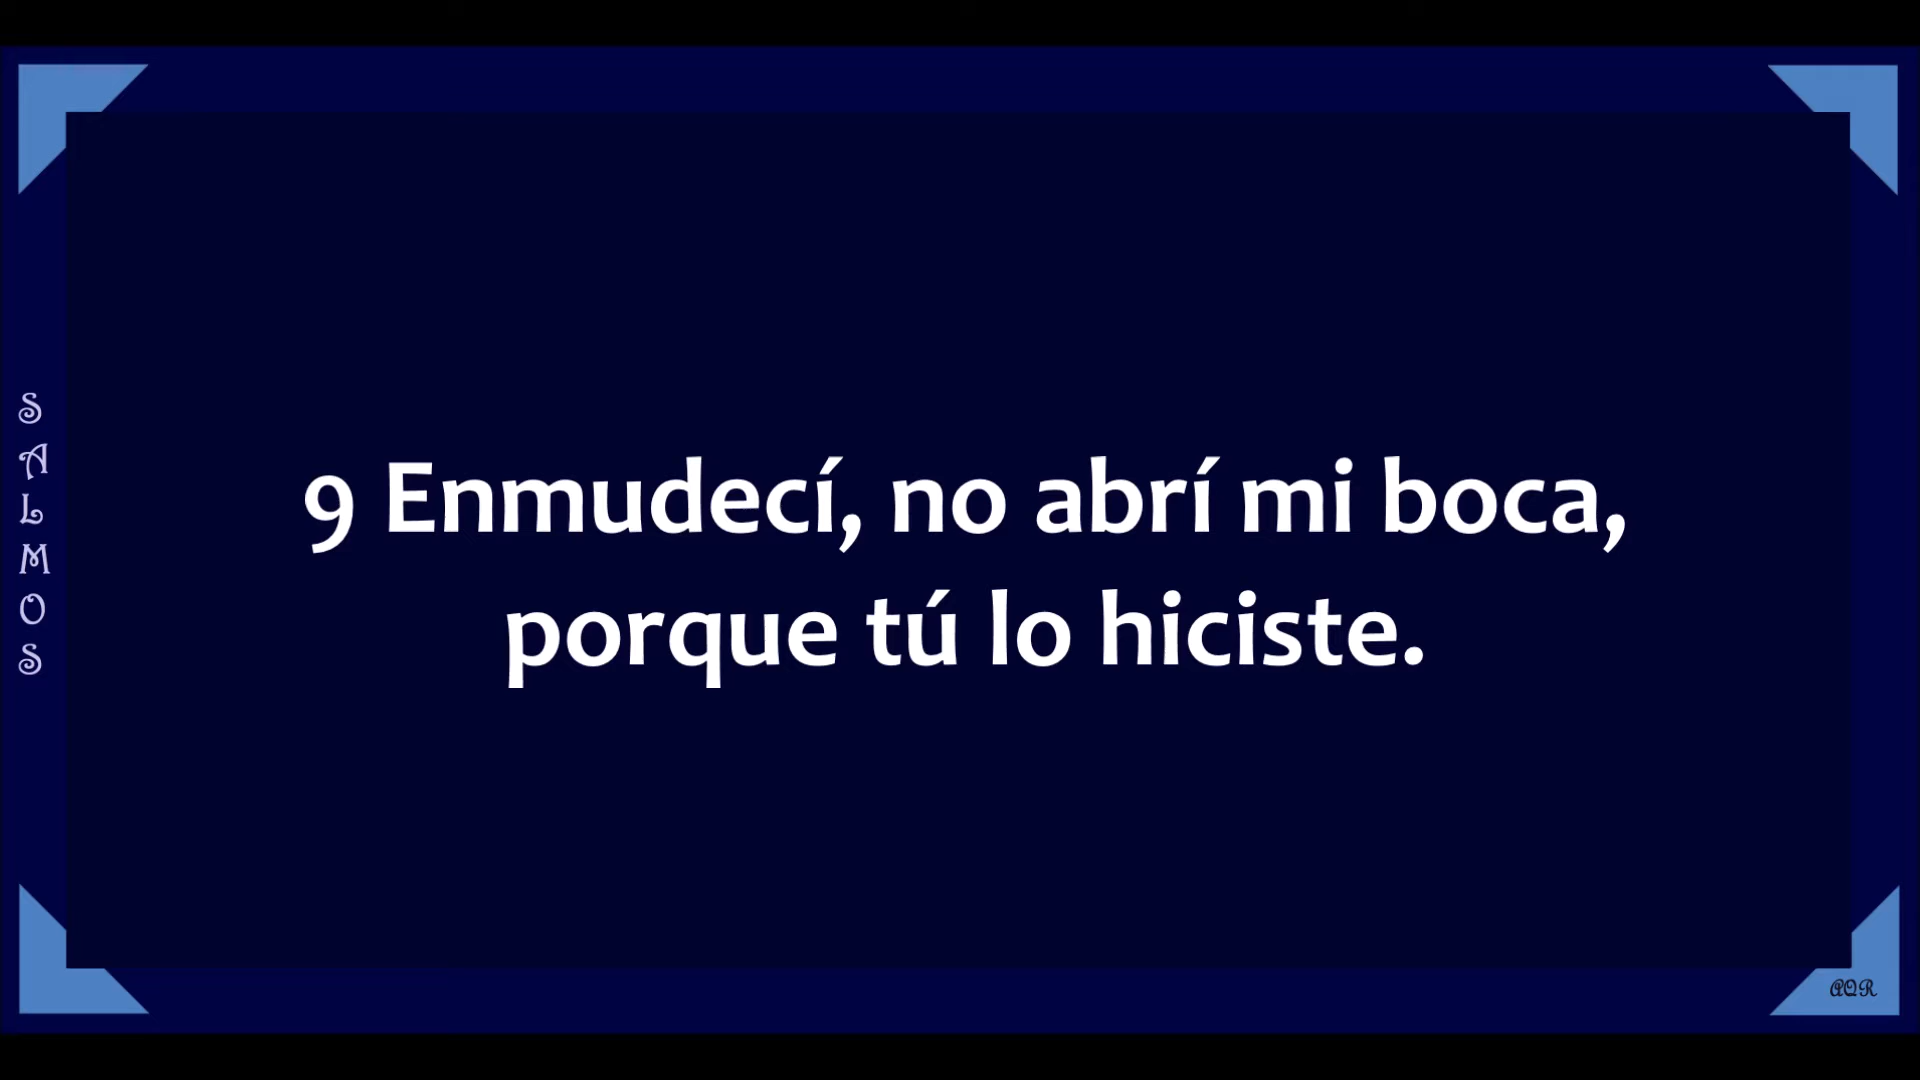 SALMOS
9 Enmudecí, no abrí mi boca,
porque tú lo hiciste.
AQR